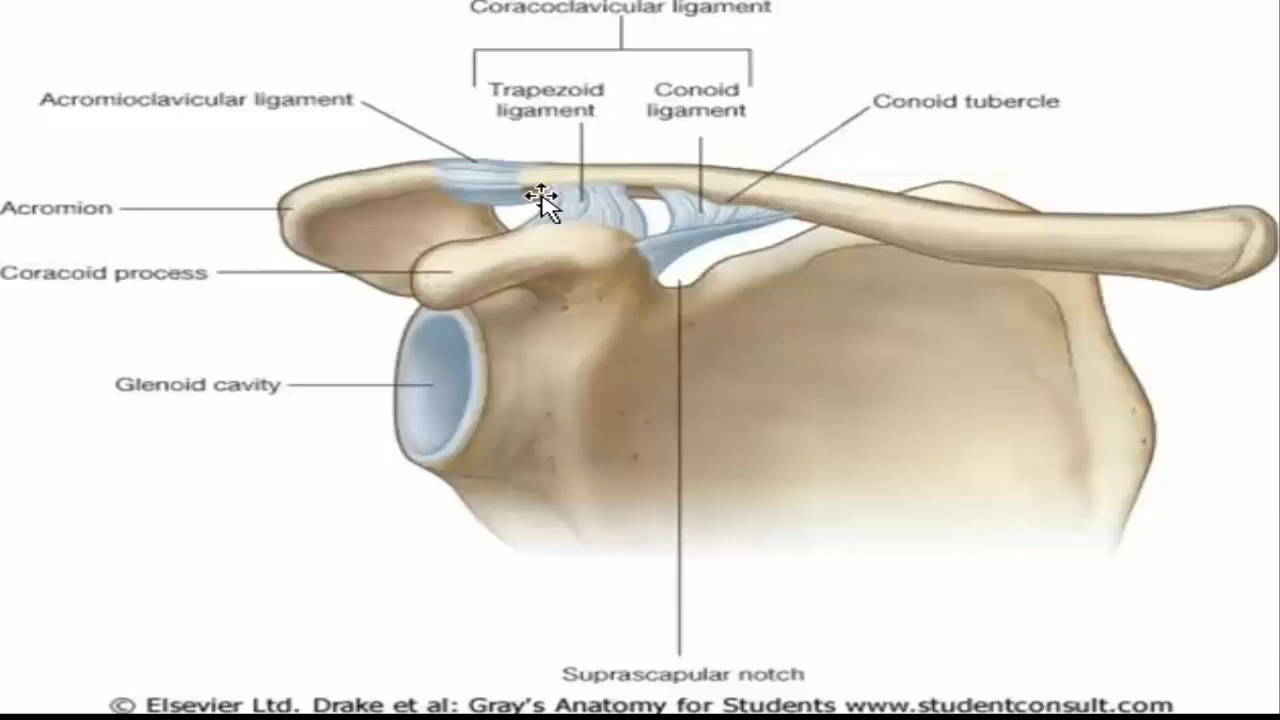 Coracoclavicular ligament
Trapezoid
ligament
Conoid
ligament
Acromioclavicular ligament
Conoid tubercle
Acromion
Coracoid process
Glenoid cavity
Suprascapular notch
© Elsevier Ltd. Drake et al: Gray's Anatomy for Students www.studentconsult.com